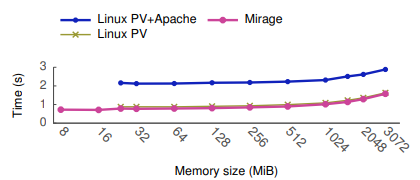 Linux PV+Apache Mirage
Linux PV
3
2
1
0
Time (s)
8 16 32 64 128 256 512 1024 2048 3072
Memory size (MiB)